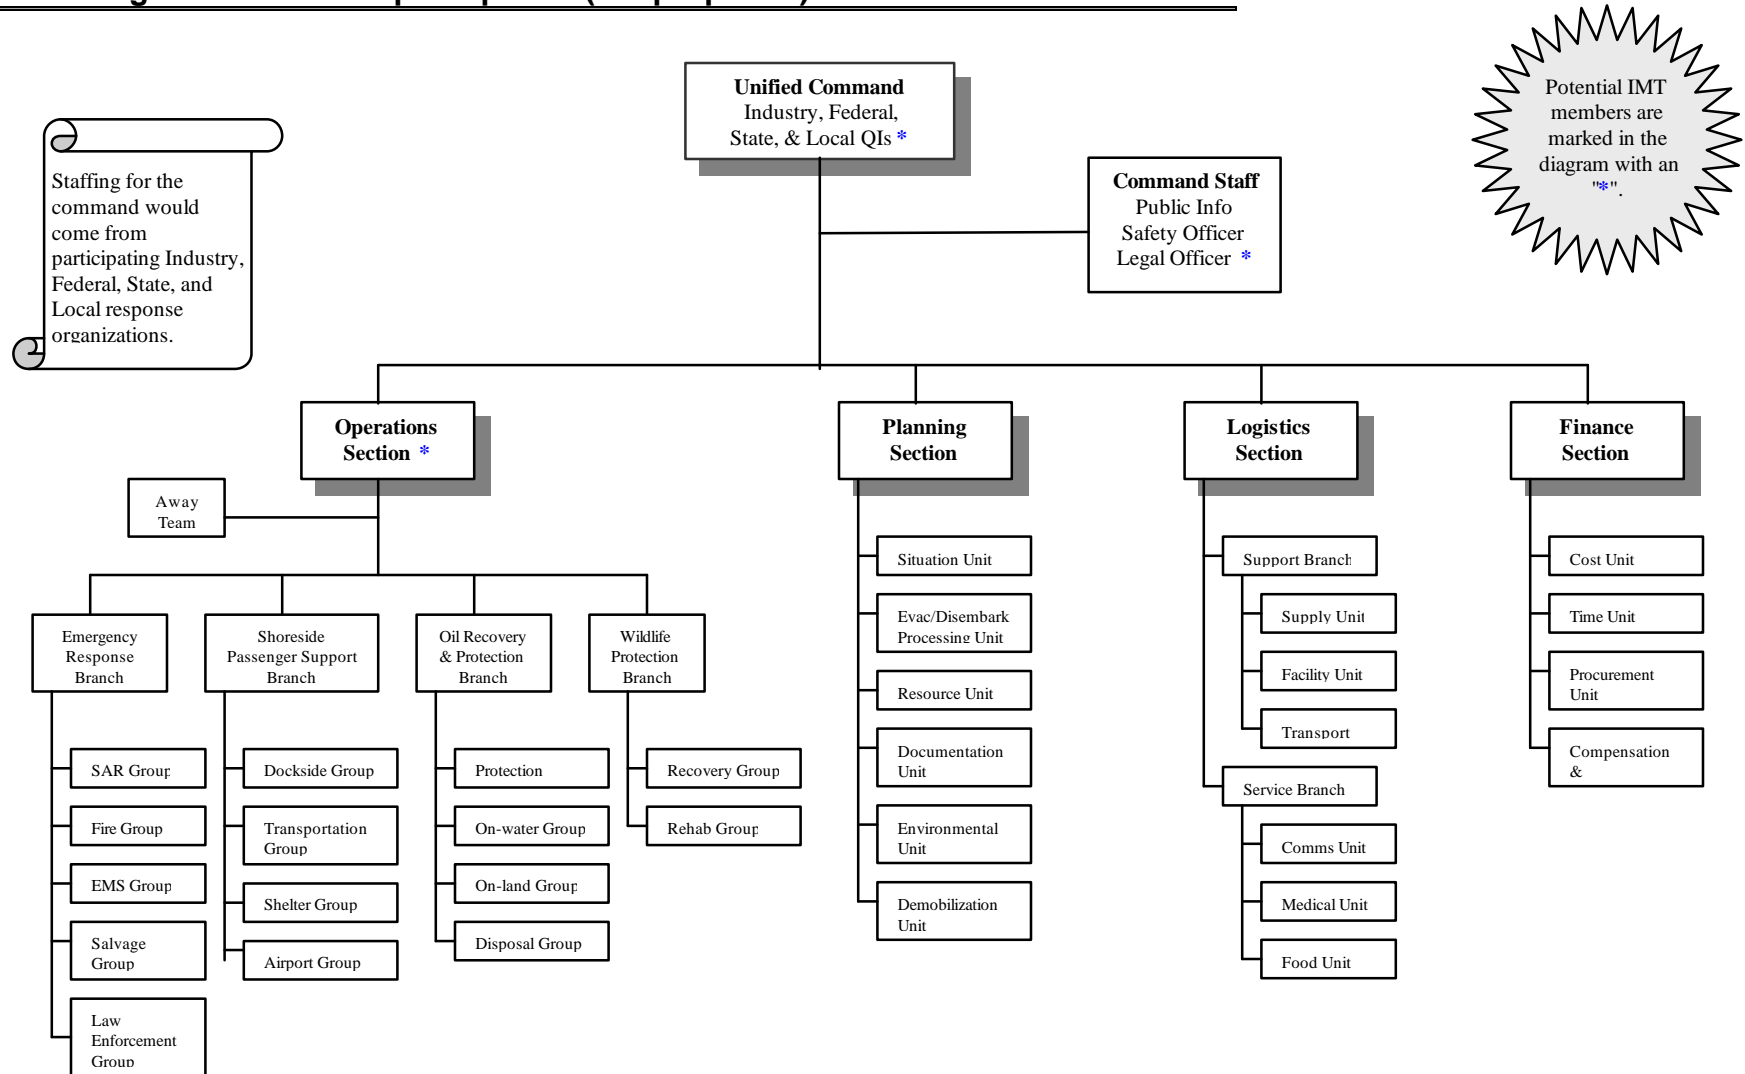 Unified Command
Industry, Federal,
State, & Local QIs *
Potential IMT
members are
marked in the
diagram with an
"*".
Staffing for the
command would
come from
participating Industry,
Federal, State, and
Local response
organizations.
Command Staff
Public Info
Safety Officer
Legal Officer *
Operations
Section *
Planning
Section
Logistics
Section
Finance
Section
Away
Team
Emergency
Response
Branch
SAR Group
Fire Group
EMS Group
Salvage
Group
Law
Enforcement
Group
Shoreside
Passenger Support
Branch
Dockside Group
Transportation
Group
Shelter Group
Airport Group
Oil Recovery
& Protection
Branch
Protection
On-water Group
On-land Group
Disposal Group
Wildlife
Protection
Branch
Recovery Group
Rehab Group
Situation Unit
Evac/Disembark
Processing Unit
Resource Unit
Documentation
Unit
Environmental
Unit
Demobilization
Unit
Support Branch
Supply Unit
Facility Unit
Transport
Service Branch
Comms Unit
Medical Unit
Food Unit
Cost Unit
Time Unit
Procurement
Unit
Compensation
&